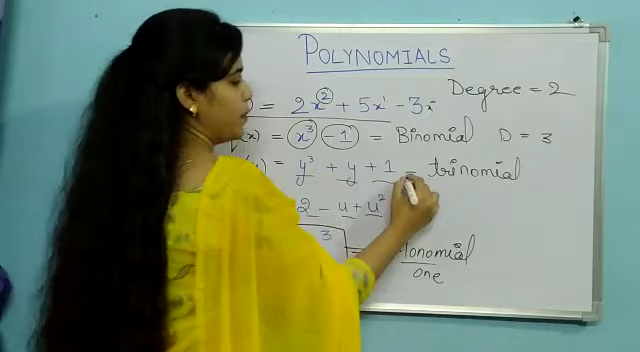 POLYNOMIALS
= 2x² + 5x¹ - 3x° Degree = 2
(x) = x³ - 1 = Binomial D = 3
) = y³ + y + 1 = trinomial
2 - u + u²
3 = Monomial
one